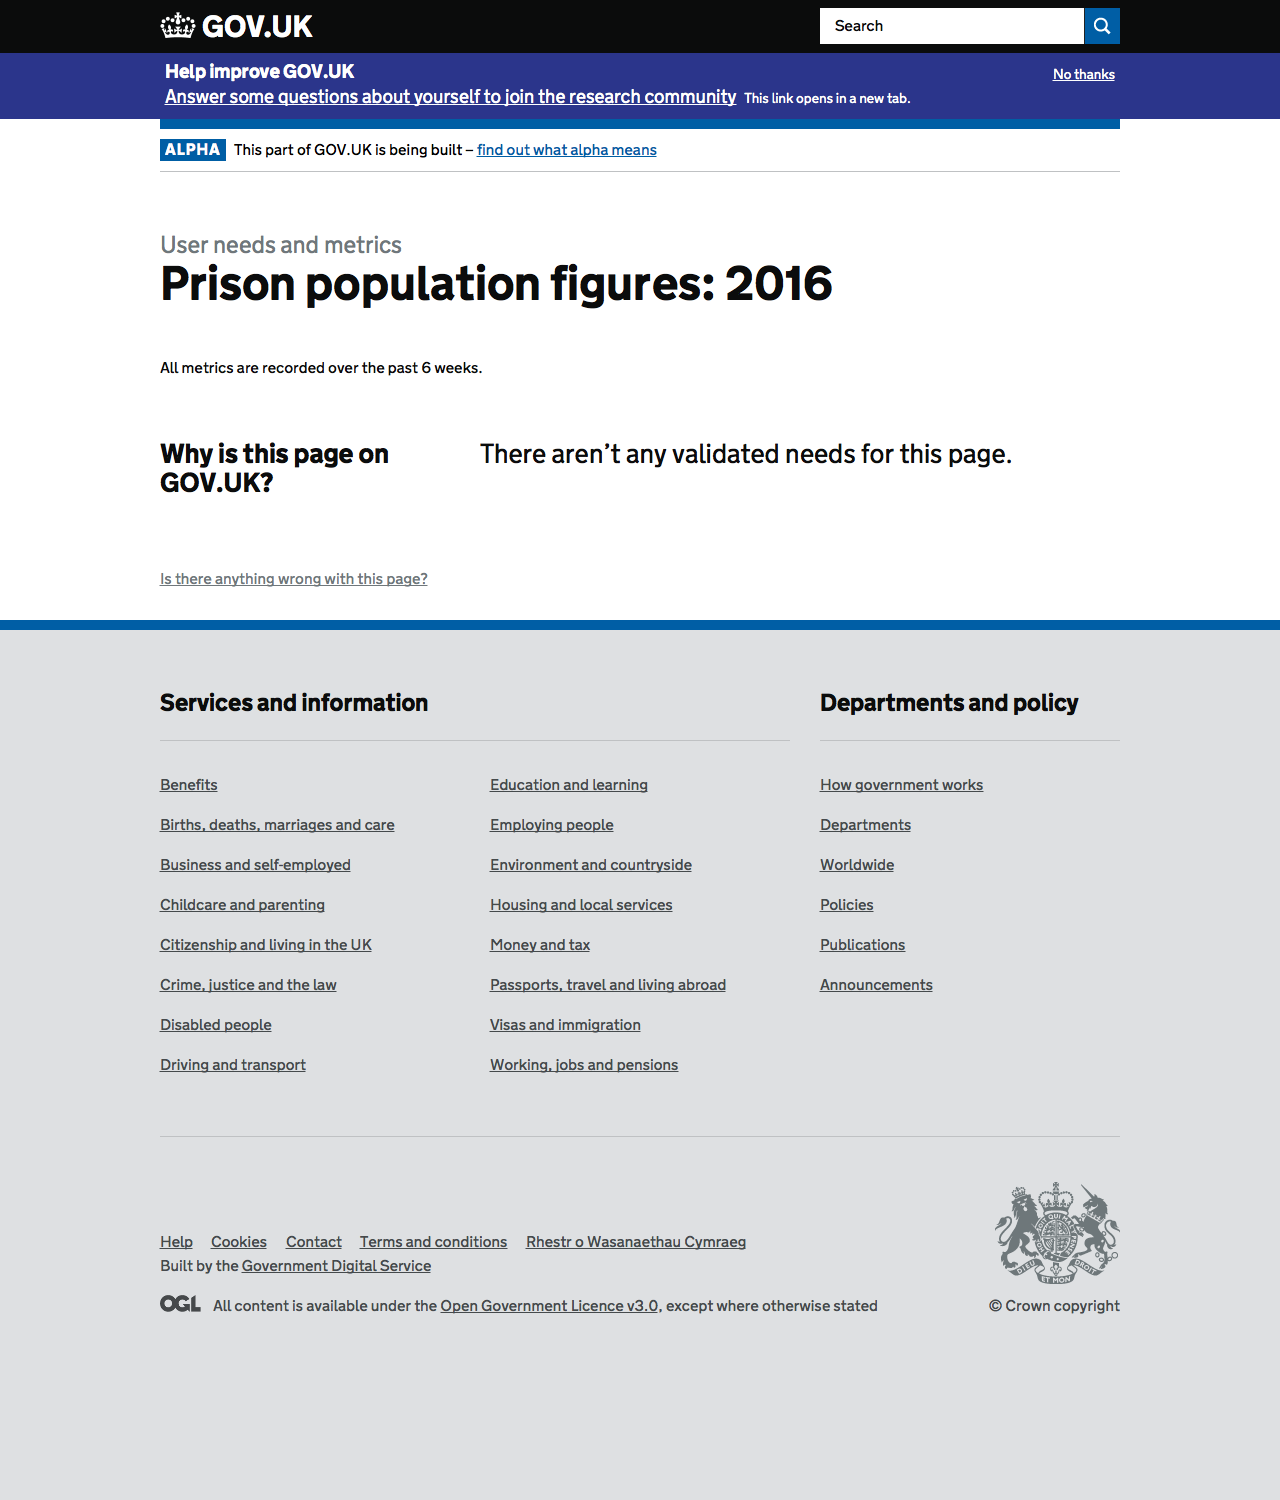 GOV.UK
Search
Help improve GOV.UK
No thanks
Answer some questions about yourself to join the research community This link opens in a new tab.
ALPHA This part of GOV.UK is being built – find out what alpha means
User needs and metrics
Prison population figures: 2016
All metrics are recorded over the past 6 weeks.
Why is this page on
GOV.UK?
There aren’t any validated needs for this page.
Is there anything wrong with this page?
Services and information
Benefits
Births, deaths, marriages and care
Business and self-employed
Childcare and parenting
Citizenship and living in the UK
Crime, justice and the law
Disabled people
Driving and transport
Education and learning
Employing people
Environment and countryside
Housing and local services
Money and tax
Passports, travel and living abroad
Visas and immigration
Working, jobs and pensions
Departments and policy
How government works
Departments
Worldwide
Policies
Publications
Announcements
Help Cookies Contact Terms and conditions Rhestr o Wasanaethau Cymraeg
Built by the Government Digital Service
OGL All content is available under the Open Government Licence v3.0, except where otherwise stated
DIEU ET MON DROIT
© Crown copyright